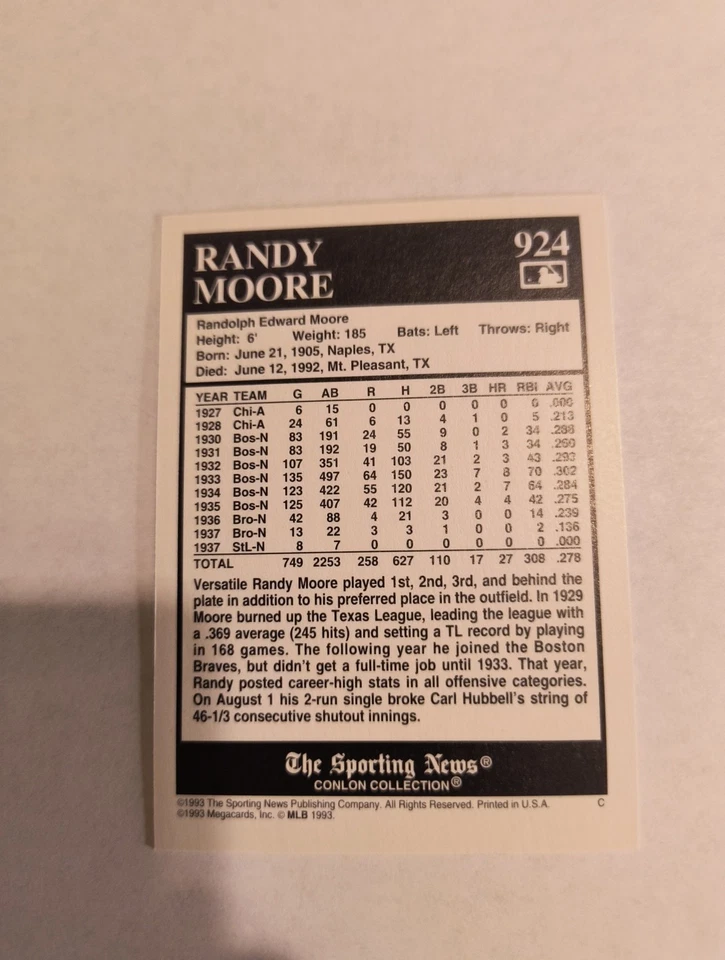 RANDY
MOORE
924
Randolph Edward Moore
Height: 6' Weight: 185 Bats: Left Throws: Right
Born: June 21, 1905, Naples, TX
Died: June 12, 1992, Mt. Pleasant, TX
YEAR TEAM G AB R H 2B 3B HR RBI AVG
1927 Chi-A 6 15 0 0 0 0 0 0 .000
1928 Chi-A 24 61 6 13 4 1 0 5 .213
1930 Bos-N 83 191 24 55 9 0 2 34 .288
1931 Bos-N 83 192 19 50 8 1 3 34 .260
1932 Bos-N 107 351 41 103 21 2 3 43 .293
1933 Bos-N 135 497 64 150 23 7 8 70 .302
1934 Bos-N 123 422 55 120 21 2 7 64 .284
1935 Bos-N 125 407 42 112 20 4 4 42 .275
1936 Bro-N 42 88 4 21 3 0 0 14 .239
1937 Bro-N 13 22 3 3 1 0 0 2 .136
1937 StL-N 8 7 0 0 0 0 0 0 .000
TOTAL 749 2253 258 627 110 17 27 308 .278
Versatile Randy Moore played 1st, 2nd, 3rd, and behind the
plate in addition to his preferred place in the outfield. In 1929
Moore burned up the Texas League, leading the league with
a .369 average (245 hits) and setting a TL record by playing
in 168 games. The following year he joined the Boston
Braves, but didn't get a full-time job until 1933. That year,
Randy posted career-high stats in all offensive categories.
On August 1 his 2-run single broke Carl Hubbell's string of
46-1/3 consecutive shutout innings.
The Sporting News®
CONLON COLLECTION®
©1993 The Sporting News Publishing Company. All Rights Reserved. Printed in U.S.A. C
©1993 Megacards, Inc. © MLB 1993.